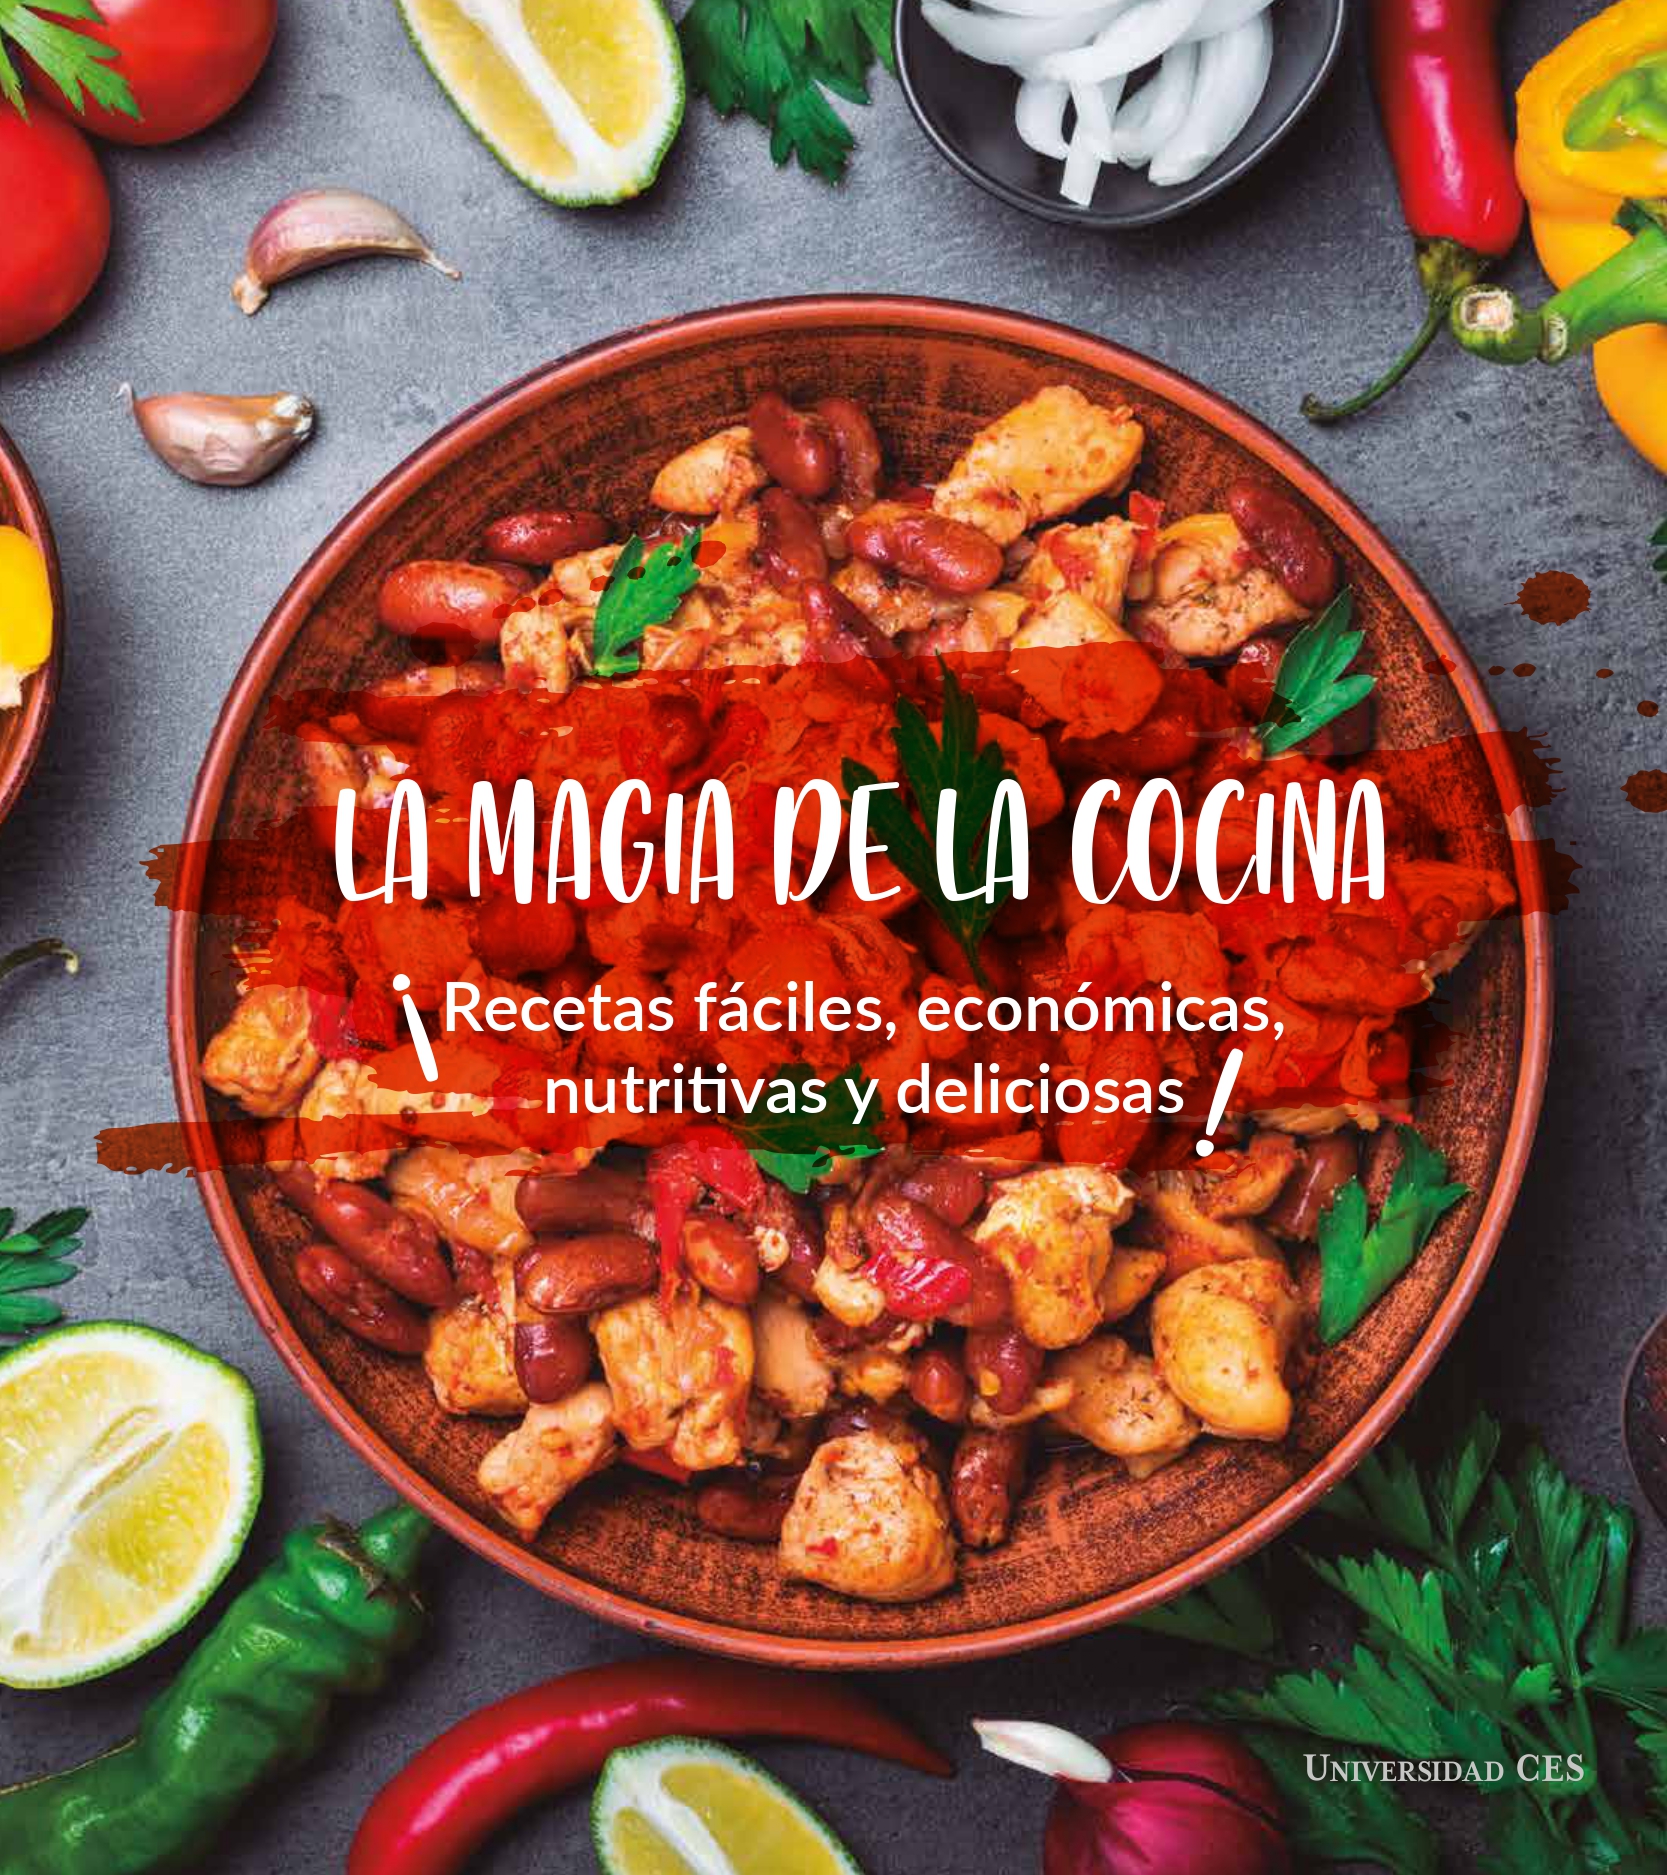 LA MAGIA DE LA COCINA
¡Recetas fáciles, económicas,
nutritivas y deliciosas!
UNIVERSIDAD CES